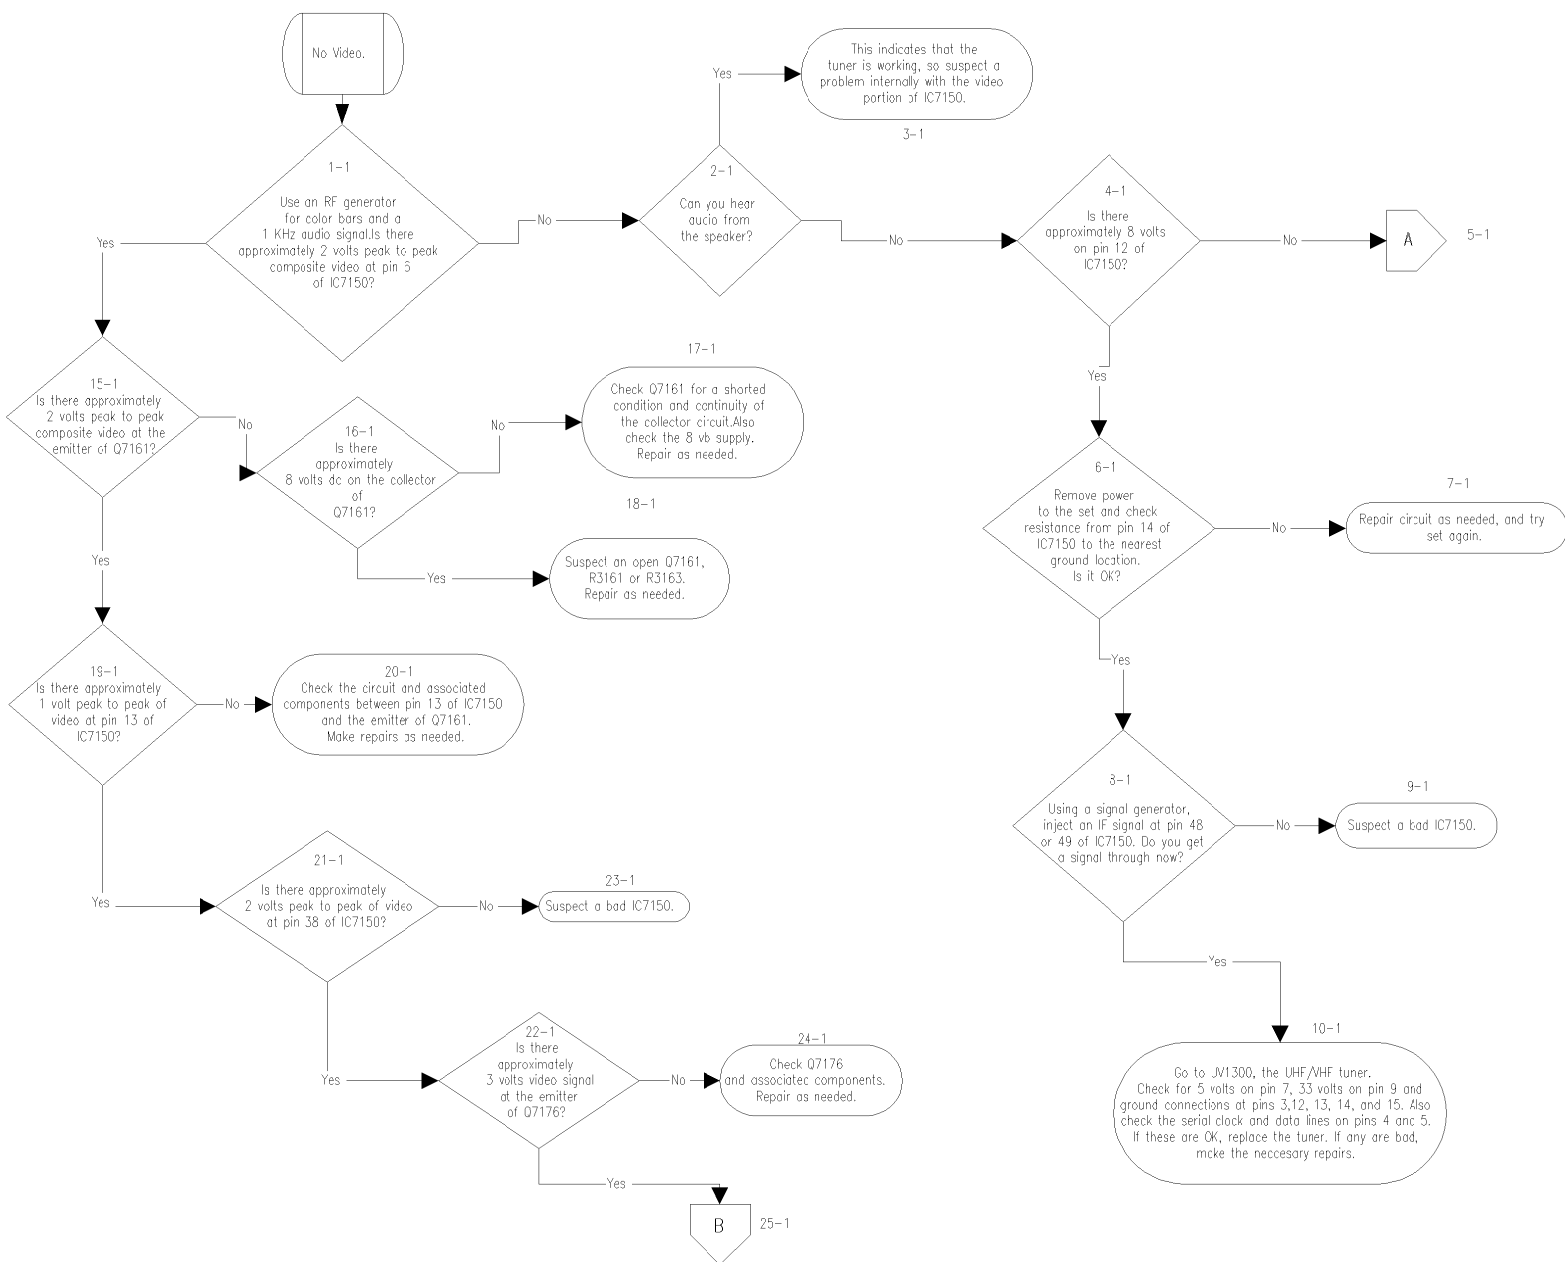 No Video.
1-1
Use an RF generator
for color bars and a
1 KHz audio signal.Is there
approximately 2 volts peak to peak
composite video at pin 6
of IC7150?
Yes
No
2-1
Can you hear
audio from
the speaker?
Yes
This indicates that the
tuner is working, so suspect a
problem internally with the video
portion of IC7150.
3-1
No
4-1
Is there
approximately 8 volts
on pin 12 of
IC7150?
No
A
5-1
Yes
6-1
Remove power
to the set and check
resistance from pin 14 of
IC7150 to the nearest
ground location.
Is it OK?
No
7-1
Repair circuit as needed, and try
set again.
Yes
8-1
Using a signal generator,
inject an IF signal at pin 48
or 49 of IC7150. Do you get
a signal through now?
No
9-1
Suspect a bad IC7150.
Yes
10-1
Go to JV1300, the UHF/VHF tuner.
Check for 5 volts on pin 7, 33 volts on pin 9 and
ground connections at pins 3,12, 13, 14, and 15. Also
check the serial clock and data lines on pins 4 and 5.
If these are OK, replace the tuner. If any are bad,
make the neccesary repairs.
15-1
Is there approximately
2 volts peak to peak
composite video at the
emitter of Q7161?
No
16-1
Is there
approximately
8 volts dc on the collector
of
Q7161?
No
17-1
Check Q7161 for a shorted
condition and continuity of
the collector circuit.Also
check the 8 vb supply.
Repair as needed.
18-1
Yes
Suspect an open Q7161,
R3161 or R3163.
Repair as needed.
Yes
19-1
Is there approximately
1 volt peak to peak of
video at pin 13 of
IC7150?
No
20-1
Check the circuit and associated
components between pin 13 of IC7150
and the emitter of Q7161.
Make repairs as needed.
Yes
21-1
Is there approximately
2 volts peak to peak of video
at pin 38 of IC7150?
No
23-1
Suspect a bad IC7150.
Yes
22-1
Is there
approximately
3 volts video signal
at the emitter
of Q7176?
No
24-1
Check Q7176
and associated components.
Repair as needed.
Yes
B
25-1